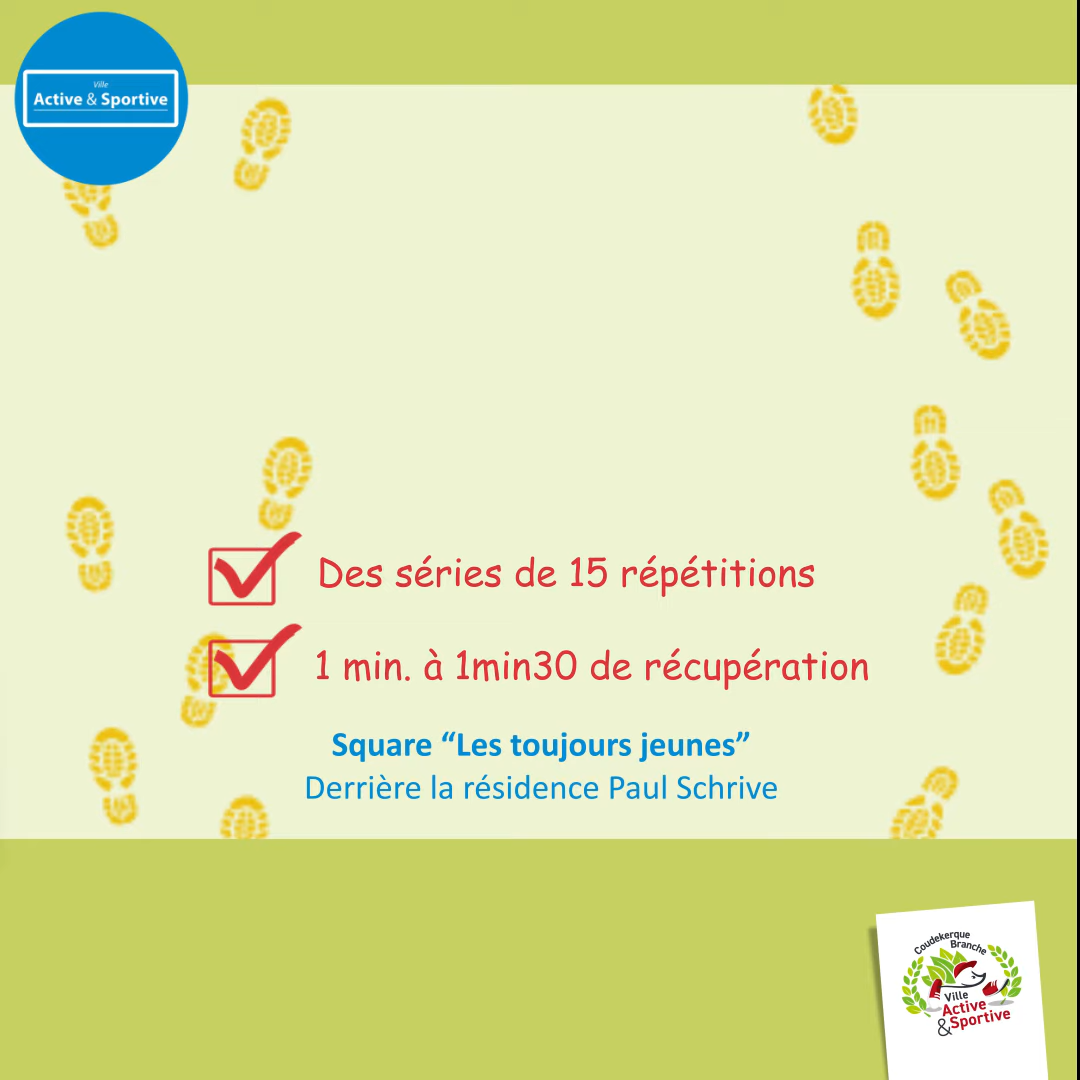 Ville
Active & Sportive
Des séries de 15 répétitions
1 min. à 1min30 de récupération
Square “Les toujours jeunes”
Derrière la résidence Paul Schrive
Coudekerque
Branche
Ville
Active
&Sportive